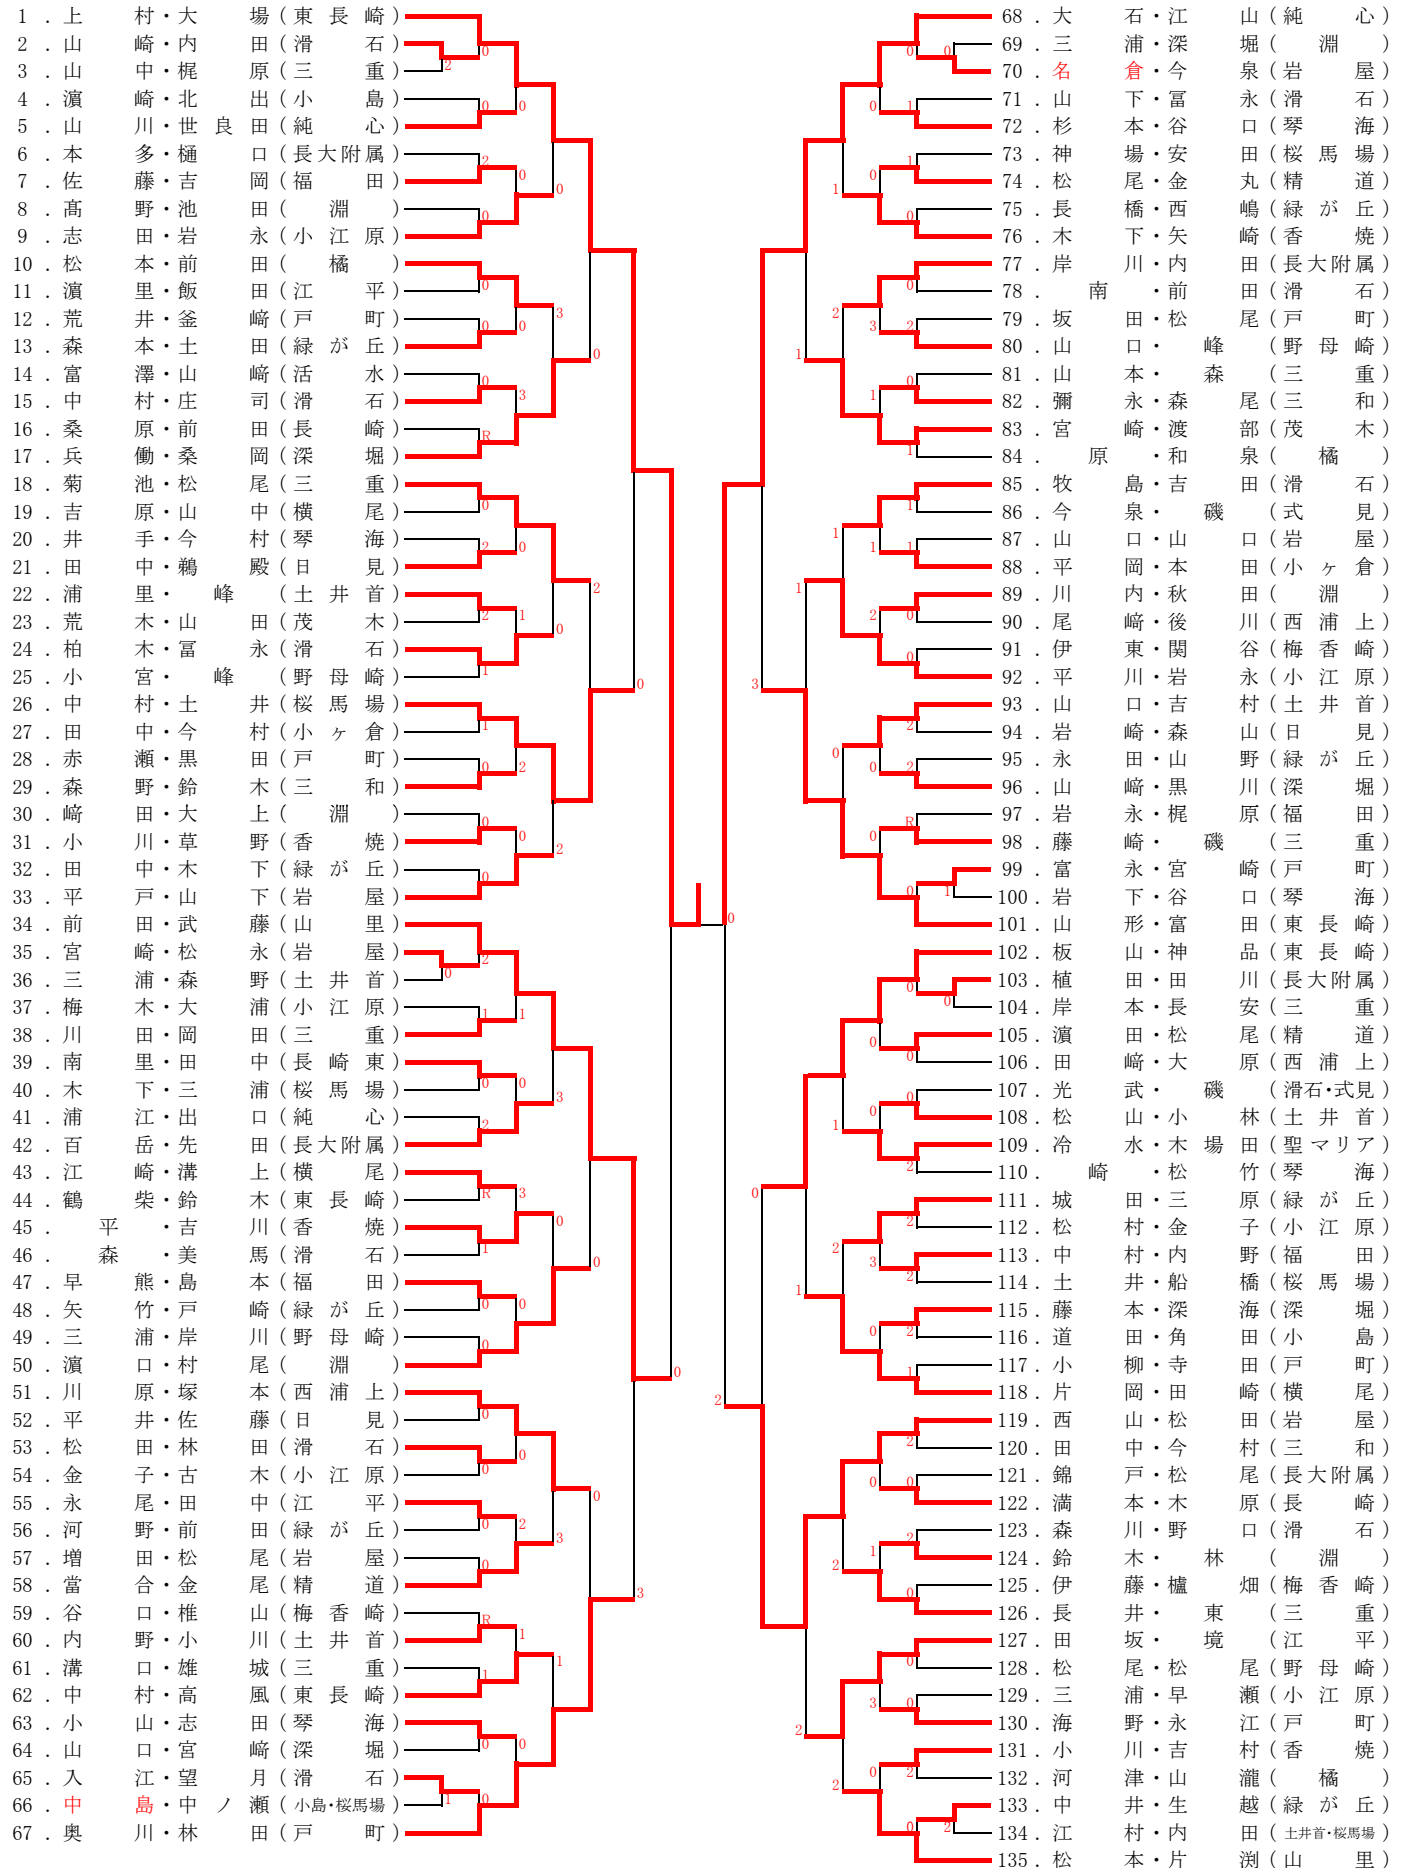 1 . 上 村・大 場 ( 東 長 崎 )
2 . 山 崎・内 田 ( 滑 石 )
3 . 山 中・梶 原 ( 三 重 )
4 . 濵 崎・北 出 ( 小 島 )
5 . 山 川・世 良 田 ( 純 心 )
6 . 本 多・樋 口 ( 長大附属 )
7 . 佐 藤・吉 岡 ( 福 田 )
8 . 髙 野・池 田 ( 淵 )
9 . 志 田・岩 永 ( 小 江 原 )
10 . 松 本・前 田 ( 橘 )
11 . 濵 里・飯 田 ( 江 平 )
12 . 荒 井・釜 﨑 ( 戸 町 )
13 . 森 本・土 田 ( 緑 が 丘 )
14 . 富 澤・山 﨑 ( 活 水 )
15 . 中 村・庄 司 ( 滑 石 )
16 . 桑 原・前 田 ( 長 崎 )
17 . 兵 働・桑 岡 ( 深 堀 )
18 . 菊 池・松 尾 ( 三 重 )
19 . 吉 原・山 中 ( 横 尾 )
20 . 井 手・今 村 ( 琴 海 )
21 . 田 中・鵜 殿 ( 日 見 )
22 . 浦 里・ 峰 ( 土 井 首 )
23 . 荒 木・山 田 ( 茂 木 )
24 . 柏 木・冨 永 ( 滑 石 )
25 . 小 宮・ 峰 ( 野 母 崎 )
26 . 中 村・土 井 ( 桜 馬 場 )
27 . 田 中・今 村 ( 小 ヶ 倉 )
28 . 赤 瀬・黒 田 ( 戸 町 )
29 . 森 野・鈴 木 ( 三 和 )
30 . 﨑 田・大 上 ( 淵 )
31 . 小 川・草 野 ( 香 焼 )
32 . 田 中・木 下 ( 緑 が 丘 )
33 . 平 戸・山 下 ( 岩 屋 )
34 . 前 田・武 藤 ( 山 里 )
35 . 宮 崎・松 永 ( 岩 屋 )
36 . 三 浦・森 野 ( 土 井 首 )
37 . 梅 木・大 浦 ( 小 江 原 )
38 . 川 田・岡 田 ( 三 重 )
39 . 南 里・田 中 ( 長 崎 東 )
40 . 木 下・三 浦 ( 桜 馬 場 )
41 . 浦 江・出 口 ( 純 心 )
42 . 百 岳・先 田 ( 長大附属 )
43 . 江 崎・溝 上 ( 横 尾 )
44 . 鶴 柴・鈴 木 ( 東 長 崎 )
45 . 平 ・吉 川 ( 香 焼 )
46 . 森 ・美 馬 ( 滑 石 )
47 . 早 熊・島 本 ( 福 田 )
48 . 矢 竹・戸 崎 ( 緑 が 丘 )
49 . 三 浦・岸 川 ( 野 母 崎 )
50 . 濵 口・村 尾 ( 淵 )
51 . 川 原・塚 本 ( 西 浦 上 )
52 . 平 井・佐 藤 ( 日 見 )
53 . 松 田・林 田 ( 滑 石 )
54 . 金 子・古 木 ( 小 江 原 )
55 . 永 尾・田 中 ( 江 平 )
56 . 河 野・前 田 ( 緑 が 丘 )
57 . 増 田・松 尾 ( 岩 屋 )
58 . 當 合・金 尾 ( 精 道 )
59 . 谷 口・椎 山 ( 梅 香 崎 )
60 . 内 野・小 川 ( 土 井 首 )
61 . 溝 口・雄 城 ( 三 重 )
62 . 中 村・高 風 ( 東 長 崎 )
63 . 小 山・志 田 ( 琴 海 )
64 . 山 口・宮 﨑 ( 深 堀 )
65 . 入 江・望 月 ( 滑 石 )
66 . 中 島・中 ノ 瀬 ( 小島・桜馬場 )
67 . 奥 川・林 田 ( 戸 町 )
68 . 大 石・江 山 ( 純 心 )
69 . 三 浦・深 堀 ( 淵 )
70 . 名 倉・今 泉 ( 岩 屋 )
71 . 山 下・冨 永 ( 滑 石 )
72 . 杉 本・谷 口 ( 琴 海 )
73 . 神 場・安 田 ( 桜 馬 場 )
74 . 松 尾・金 丸 ( 精 道 )
75 . 長 橋・西 嶋 ( 緑 が 丘 )
76 . 木 下・矢 崎 ( 香 焼 )
77 . 岸 川・内 田 ( 長大附属 )
78 . 南 ・前 田 ( 滑 石 )
79 . 坂 田・松 尾 ( 戸 町 )
80 . 山 口・ 峰 ( 野 母 崎 )
81 . 山 本・ 森 ( 三 重 )
82 . 彌 永・森 尾 ( 三 和 )
83 . 宮 崎・渡 部 ( 茂 木 )
84 . 原 ・和 泉 ( 橘 )
85 . 牧 島・吉 田 ( 滑 石 )
86 . 今 泉・ 磯 ( 式 見 )
87 . 山 口・山 口 ( 岩 屋 )
88 . 平 岡・本 田 ( 小 ヶ 倉 )
89 . 川 内・秋 田 ( 淵 )
90 . 尾 﨑・後 川 ( 西 浦 上 )
91 . 伊 東・関 谷 ( 梅 香 崎 )
92 . 平 川・岩 永 ( 小 江 原 )
93 . 山 口・吉 村 ( 土 井 首 )
94 . 岩 崎・森 山 ( 日 見 )
95 . 永 田・山 野 ( 緑 が 丘 )
96 . 山 﨑・黒 川 ( 深 堀 )
97 . 岩 永・梶 原 ( 福 田 )
98 . 藤 崎・ 磯 ( 三 重 )
99 . 富 永・宮 崎 ( 戸 町 )
100 . 岩 下・谷 口 ( 琴 海 )
101 . 山 形・富 田 ( 東 長 崎 )
102 . 板 山・神 品 ( 東 長 崎 )
103 . 植 田・田 川 ( 長大附属 )
104 . 岸 本・長 安 ( 三 重 )
105 . 濵 田・松 尾 ( 精 道 )
106 . 田 﨑・大 原 ( 西 浦 上 )
107 . 光 武・ 磯 ( 滑石・式見 )
108 . 松 山・小 林 ( 土 井 首 )
109 . 冷 水・木 場 田 ( 聖マリア )
110 . 崎 ・松 竹 ( 琴 海 )
111 . 城 田・三 原 ( 緑 が 丘 )
112 . 松 村・金 子 ( 小 江 原 )
113 . 中 村・内 野 ( 福 田 )
114 . 土 井・船 橋 ( 桜 馬 場 )
115 . 藤 本・深 海 ( 深 堀 )
116 . 道 田・角 田 ( 小 島 )
117 . 小 柳・寺 田 ( 戸 町 )
118 . 片 岡・田 崎 ( 横 尾 )
119 . 西 山・松 田 ( 岩 屋 )
120 . 田 中・今 村 ( 三 和 )
121 . 錦 戸・松 尾 ( 長大附属 )
122 . 満 本・木 原 ( 長 崎 )
123 . 森 川・野 口 ( 滑 石 )
124 . 鈴 木・ 林 ( 淵 )
125 . 伊 藤・櫨 畑 ( 梅 香 崎 )
126 . 長 井・ 東 ( 三 重 )
127 . 田 坂・ 境 ( 江 平 )
128 . 松 尾・松 尾 ( 野 母 崎 )
129 . 三 浦・早 瀬 ( 小 江 原 )
130 . 海 野・永 江 ( 戸 町 )
131 . 小 川・吉 村 ( 香 焼 )
132 . 河 津・山 瀧 ( 橘 )
133 . 中 井・生 越 ( 緑 が 丘 )
134 . 江 村・内 田 ( 土井首・桜馬場 )
135 . 松 本・片 渕 ( 山 里 )